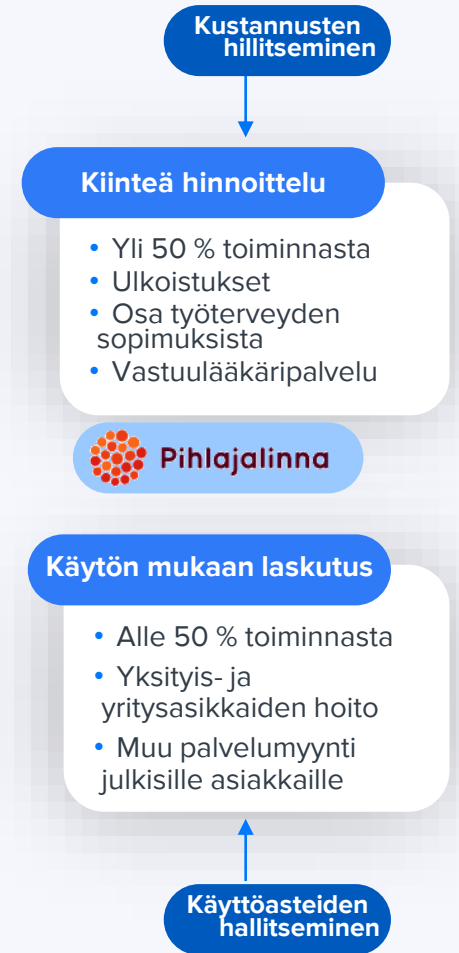 Kustannusten
hillitseminen
Kiinteä hinnoittelu
• Yli 50 % toiminnasta
• Ulkoistukset
• Osa työterveyden
sopimuksista
• Vastuulääkäripalvelu
Pihlajalinna
Käytön mukaan laskutus
• Alle 50 % toiminnasta
• Yksityis- ja
yritysasikkaiden hoito
• Muu palvelumyynti
julkisille asiakkaille
Käyttöasteiden
hallitseminen